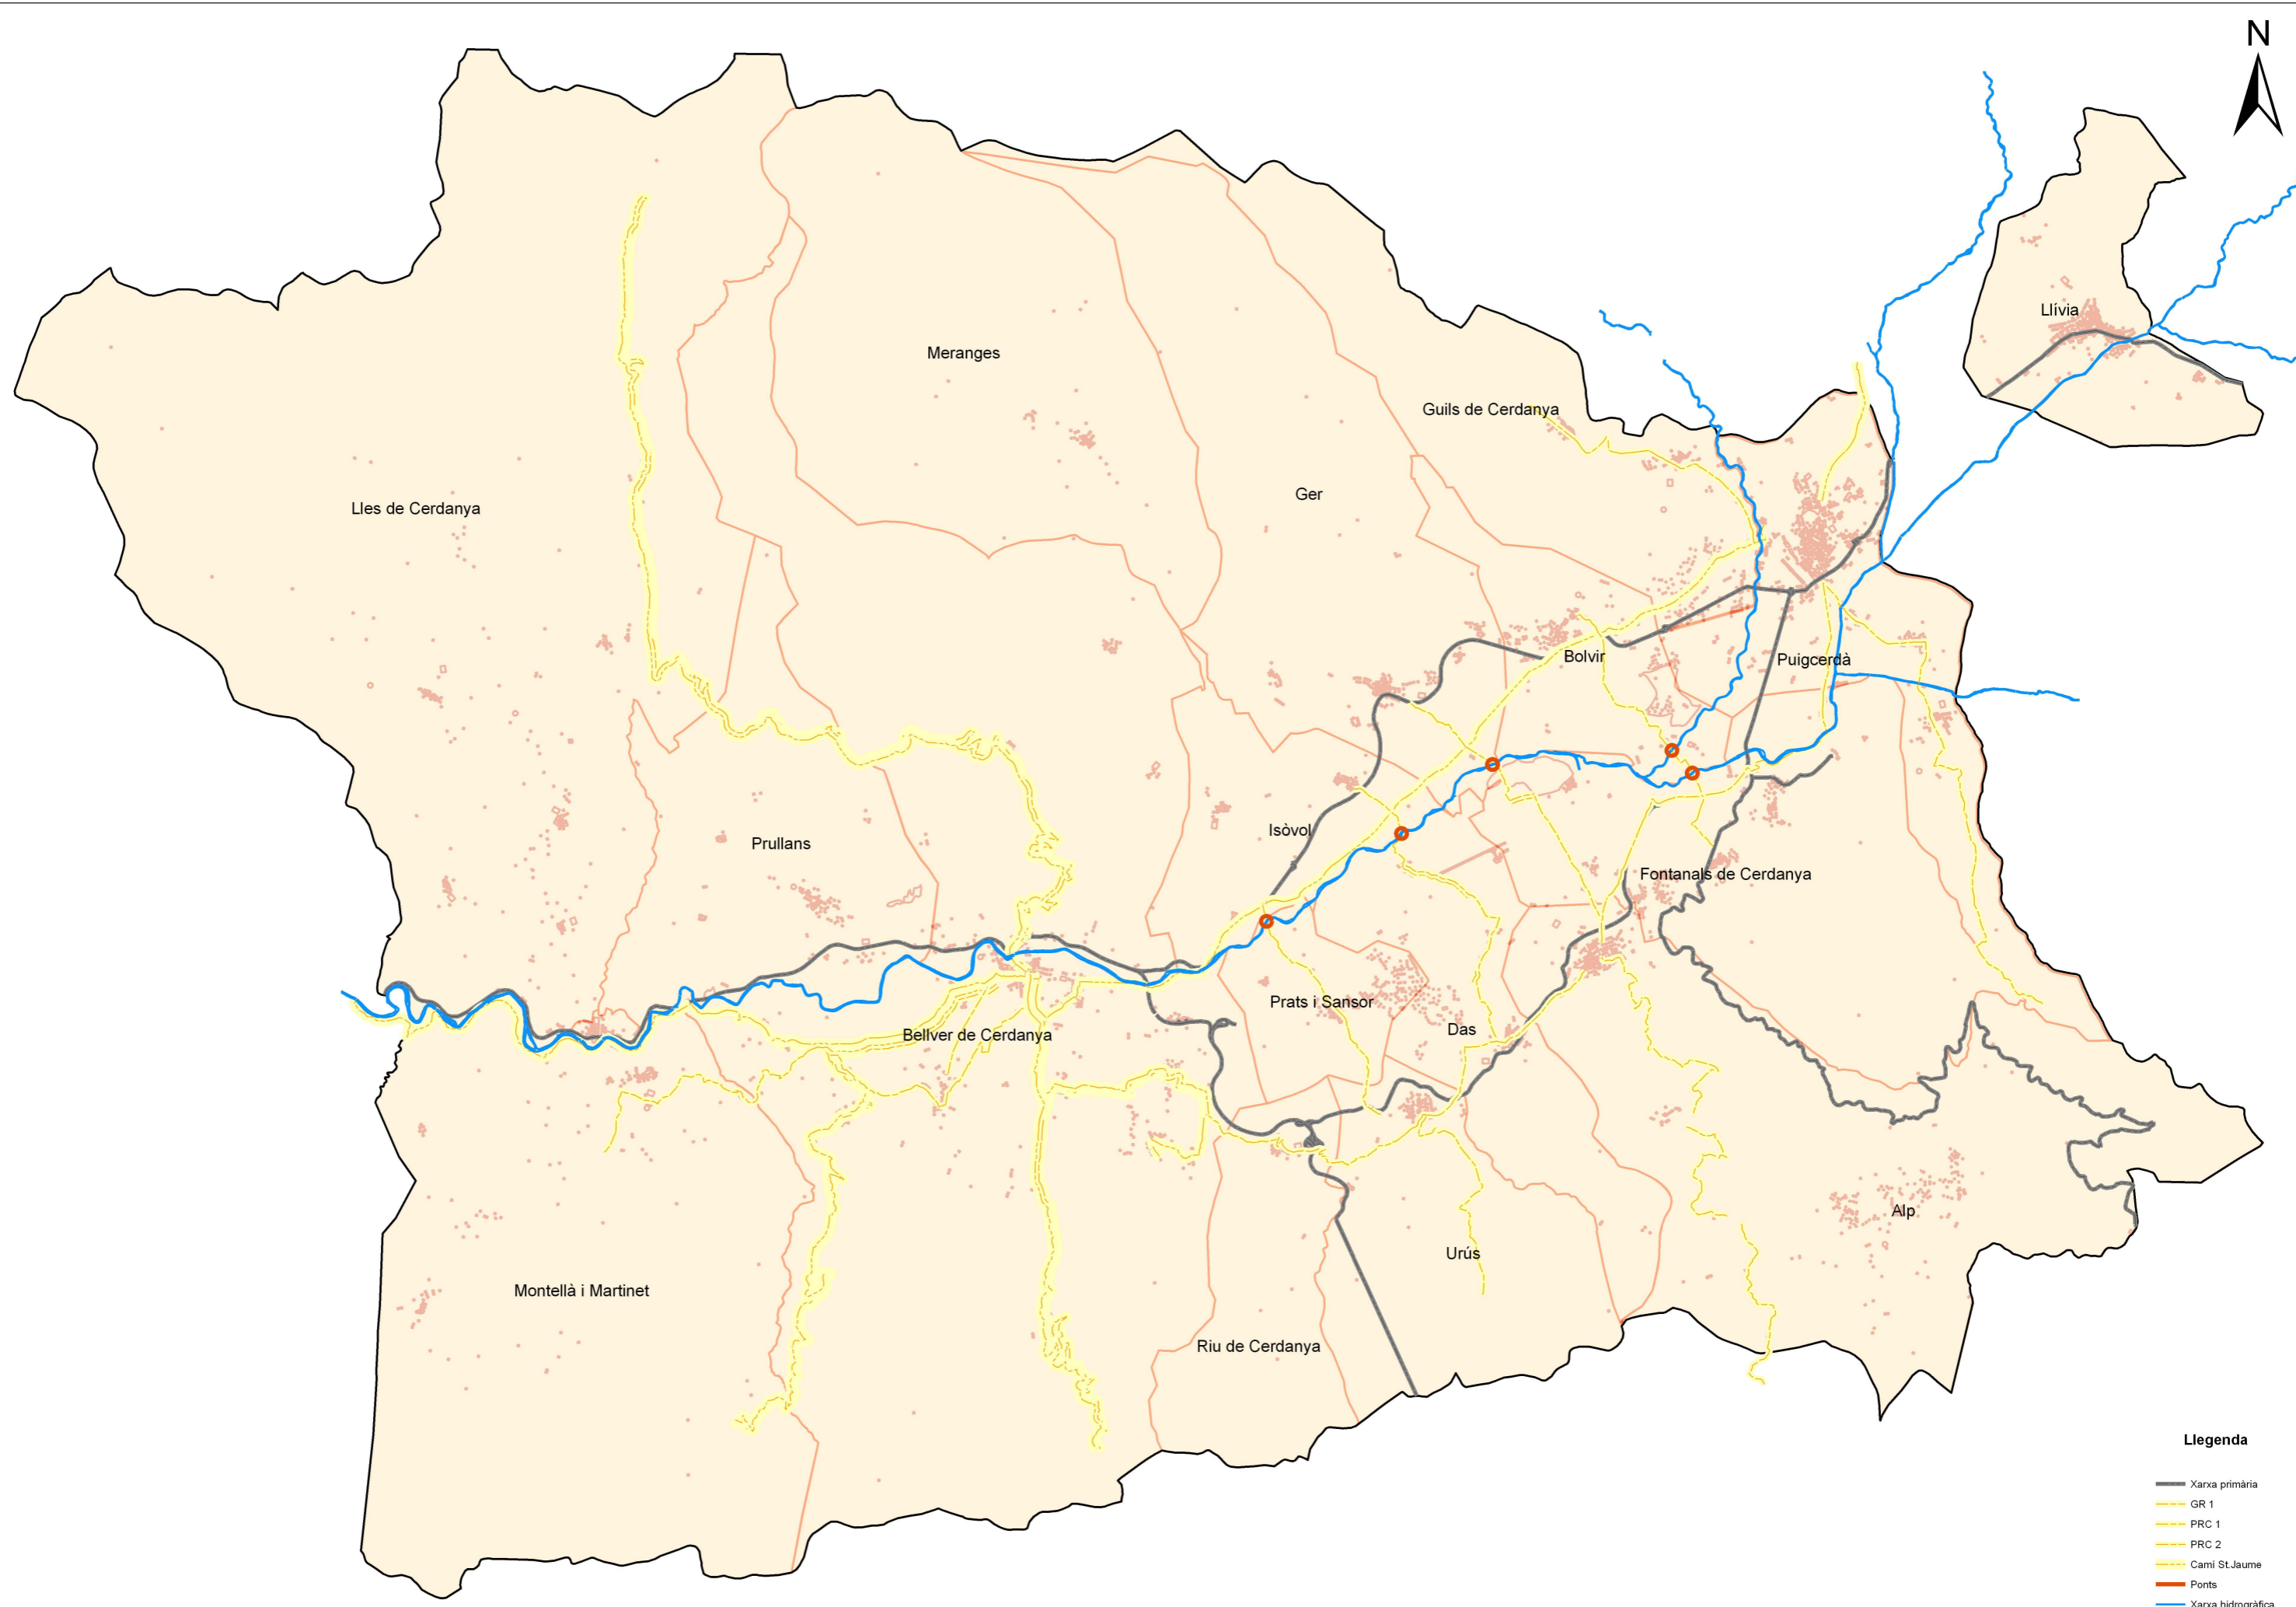 N
Llívia
Meranges
Guils de Cerdanya
Ger
Lles de Cerdanya
Bolvir
Puigcerdà
Isòvol
Prullans
Fontanals de Cerdanya
Prats i Sansor
Das
Bellver de Cerdanya
Alp
Urús
Montellà i Martinet
Riu de Cerdanya
Llegenda
Xarxa primària
GR 1
PRC 1
PRC 2
Camí St.Jaume
Ponts
Xarxa hidrogràfica